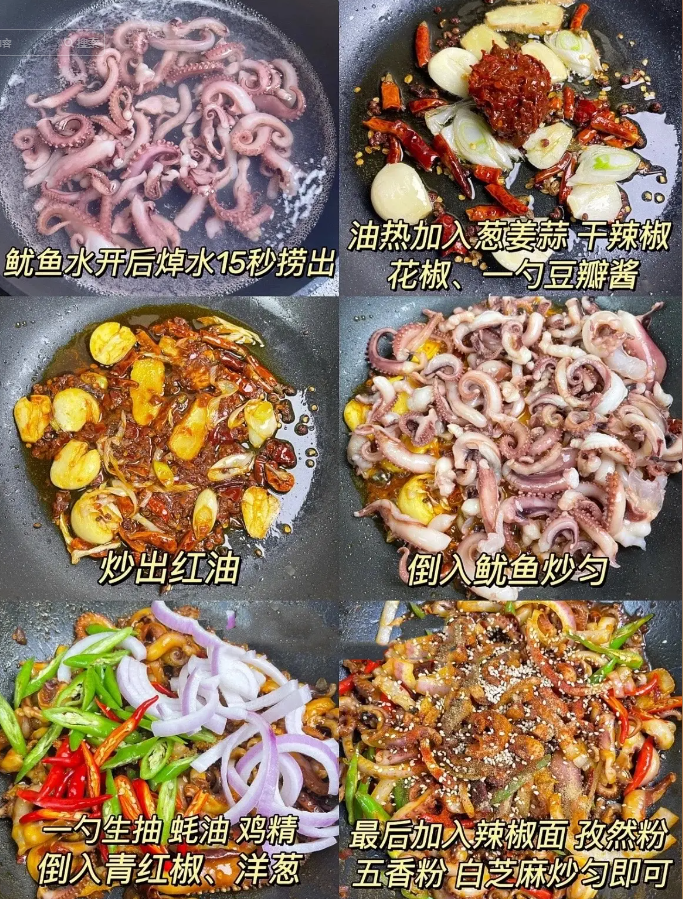 鱿鱼水开后焯水15秒捞出
油热加入葱姜蒜 干辣椒
花椒、一勺豆瓣酱
炒出红油
倒入鱿鱼炒匀
一勺生抽 蚝油 鸡精
倒入青红椒、洋葱
最后加入辣椒面 孜然粉
五香粉 白芝麻炒匀即可